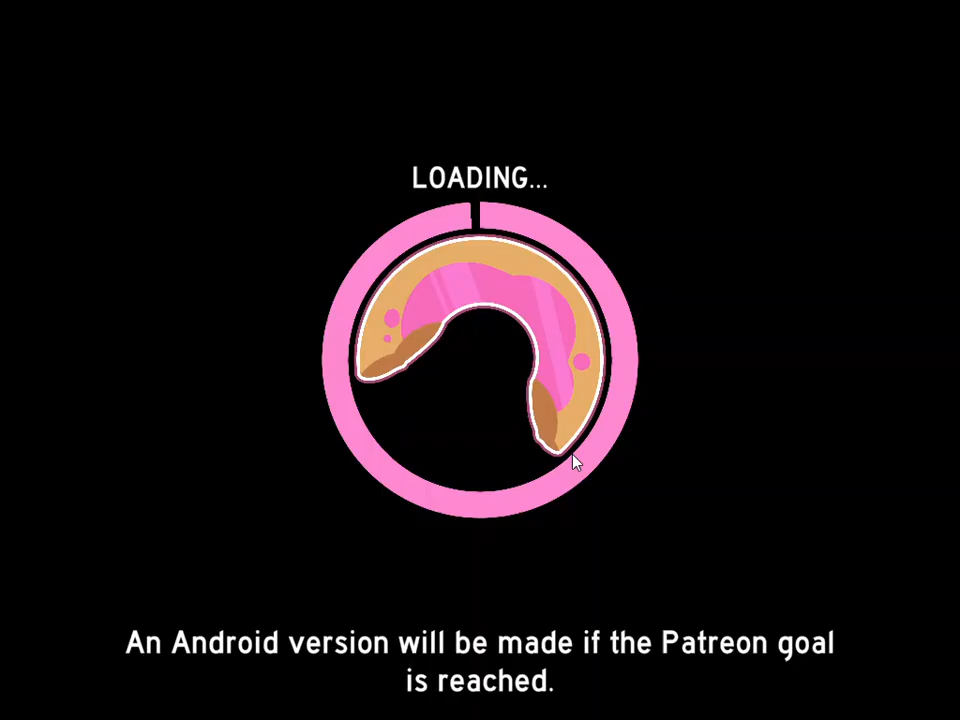 LOADING...
An Android version will be made if the Patreon goal
is reached.